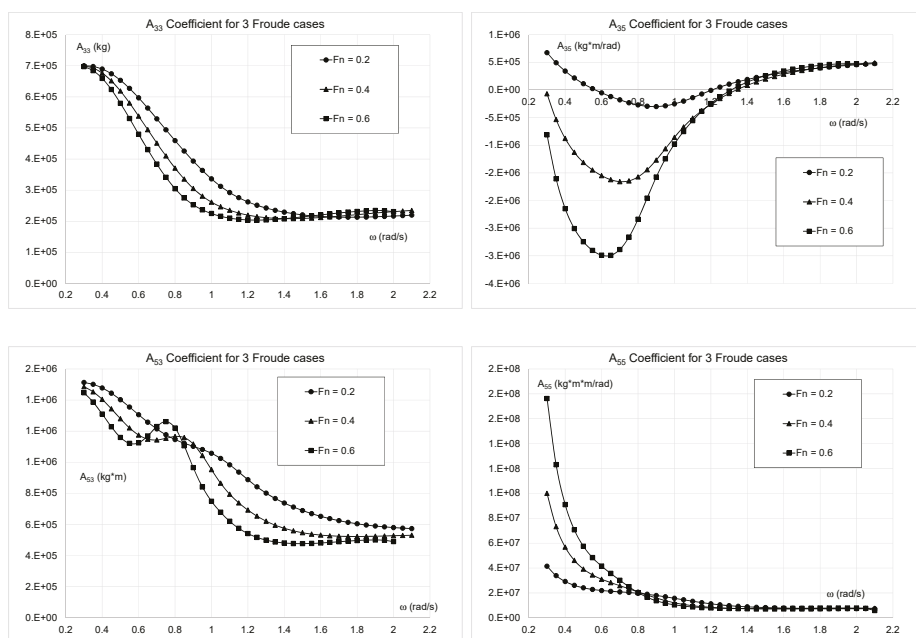 A₃₃ Coefficient for 3 Froude cases
8.E+05
7.E+05
6.E+05
5.E+05
4.E+05
3.E+05
2.E+05
1.E+05
0.E+00
A₃₃ (kg)
Fn = 0.2
Fn = 0.4
Fn = 0.6
ω (rad/s)
0.2 0.4 0.6 0.8 1 1.2 1.4 1.6 1.8 2 2.2
A₃₅ Coefficient for 3 Froude cases
1.E+06
5.E+05
0.E+00
-5.E+05
-1.E+06
-2.E+06
-2.E+06
-3.E+06
-3.E+06
-4.E+06
A₃₅ (kg*m/rad)
0.2 0.4 0.6 0.8 1 1.2 1.4 1.6 1.8 2 2.2
ω (rad/s)
Fn = 0.2
Fn = 0.4
Fn = 0.6
A₅₃ Coefficient for 3 Froude cases
2.E+06
1.E+06
1.E+06
1.E+06
8.E+05
6.E+05
4.E+05
2.E+05
0.E+00
Fn = 0.2
Fn = 0.4
Fn = 0.6
A₅₃ (kg*m)
ω (rad/s)
0.2 0.4 0.6 0.8 1 1.2 1.4 1.6 1.8 2 2.2
A₅₅ Coefficient for 3 Froude cases
2.E+08
2.E+08
2.E+08
1.E+08
1.E+08
1.E+08
8.E+07
6.E+07
4.E+07
2.E+07
0.E+00
A₅₅ (kg*m*m/rad)
Fn = 0.2
Fn = 0.4
Fn = 0.6
ω (rad/s)
0.2 0.4 0.6 0.8 1 1.2 1.4 1.6 1.8 2 2.2